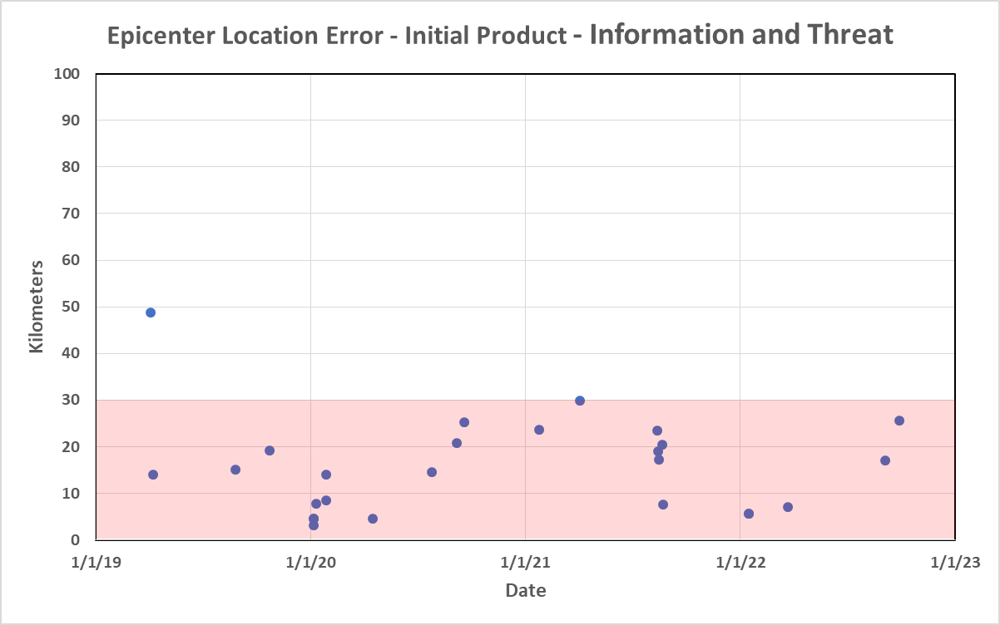 Epicenter Location Error - Initial Product - Information and Threat
100
90
80
70
60
50
40
30
20
10
0
Kilometers
1/1/19 1/1/20 1/1/21 1/1/22 1/1/23
Date